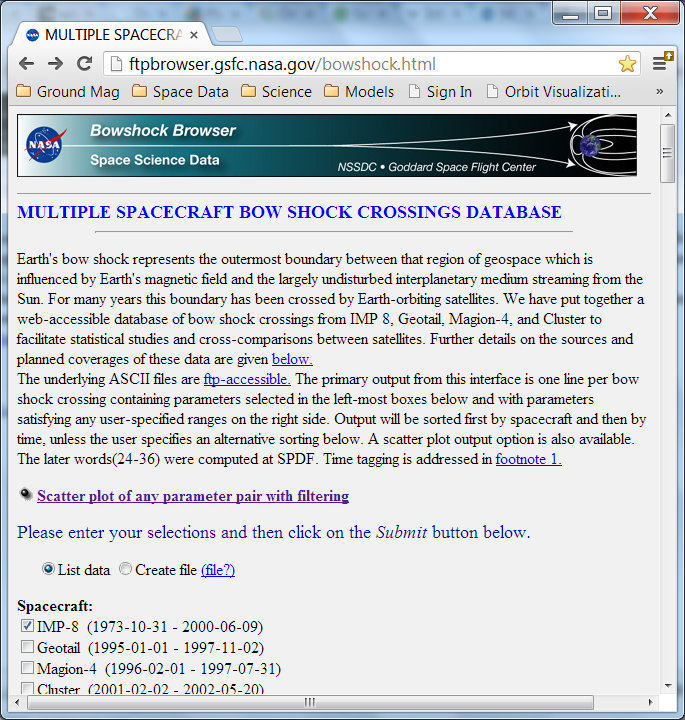 MULTIPLE SPACECRA
ftpbrowser.gsfc.nasa.gov/bowshock.html
Ground Mag Space Data Science Models Sign In Orbit Visualizati... »
NASA
Bowshock Browser
Space Science Data
NSSDC • Goddard Space Flight Center
MULTIPLE SPACECRAFT BOW SHOCK CROSSINGS DATABASE
Earth's bow shock represents the outermost boundary between that region of geospace which is
influenced by Earth's magnetic field and the largely undisturbed interplanetary medium streaming from the
Sun. For many years this boundary has been crossed by Earth-orbiting satellites. We have put together a
web-accessible database of bow shock crossings from IMP 8, Geotail, Magion-4, and Cluster to
facilitate statistical studies and cross-comparisons between satellites. Further details on the sources and
planned coverages of these data are given below.
The underlying ASCII files are ftp-accessible. The primary output from this interface is one line per bow
shock crossing containing parameters selected in the left-most boxes below and with parameters
satisfying any user-specified ranges on the right side. Output will be sorted first by spacecraft and then by
time, unless the user specifies an alternative sorting below. A scatter plot output option is also available.
The later words(24-36) were computed at SPDF. Time tagging is addressed in footnote 1.
Scatter plot of any parameter pair with filtering
Please enter your selections and then click on the Submit button below.
List data Create file (file?)
Spacecraft:
IMP-8 (1973-10-31 - 2000-06-09)
Geotail (1995-01-01 - 1997-11-02)
Magion-4 (1996-02-01 - 1997-07-31)
Cluster (2001-02-02 - 2002-05-20)